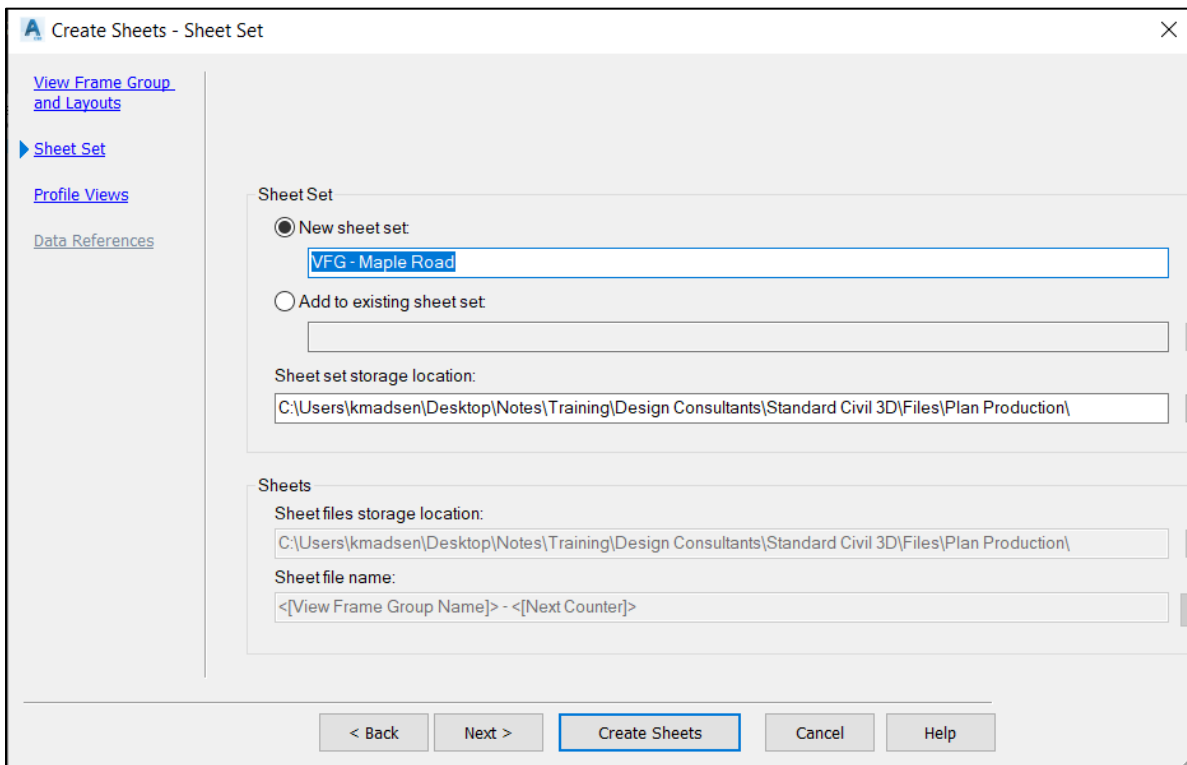 Create Sheets - Sheet Set
View Frame Group
and Layouts
Sheet Set
Profile Views
Data References
Sheet Set
New sheet set:
VFG - Maple Road
Add to existing sheet set:
Sheet set storage location:
C:\Users\kmadsen\Desktop\Notes\Training\Design Consultants\Standard Civil 3D\Files\Plan Production\
Sheets
Sheet files storage location:
C:\Users\kmadsen\Desktop\Notes\Training\Design Consultants\Standard Civil 3D\Files\Plan Production\
Sheet file name:
<[View Frame Group Name]> - <[Next Counter]>
< Back
Next >
Create Sheets
Cancel
Help